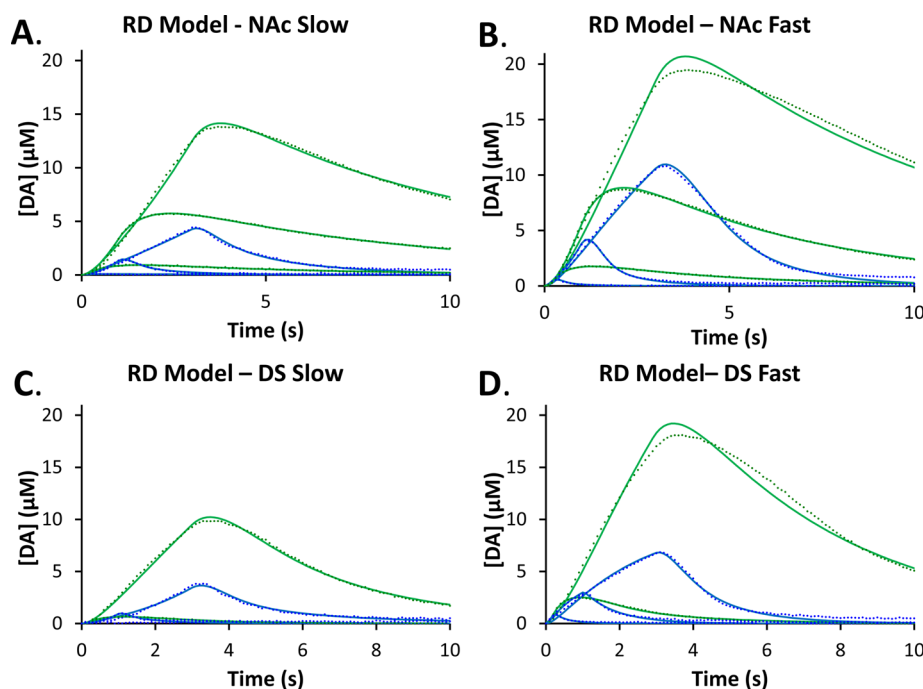 A.
RD Model - NAc Slow
[DA] (μM)
20
15
10
5
0
0
5
10
Time (s)
B.
RD Model – NAc Fast
[DA] (μM)
20
15
10
5
0
0
5
10
Time (s)
C.
RD Model – DS Slow
[DA] (μM)
20
15
10
5
0
0
2
4
6
8
10
Time (s)
D.
RD Model– DS Fast
[DA] (μM)
20
15
10
5
0
0
2
4
6
8
10
Time (s)